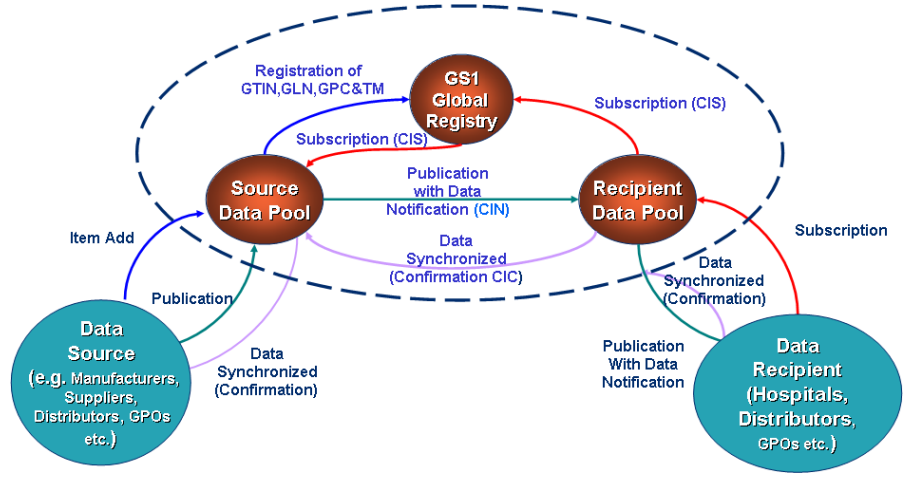 Registration of
GTIN,GLN,GPC&TM
GS1
Global
Registry
Subscription (CIS)
Subscription (CIS)
Source
Data Pool
Publication
with Data
Notification (CIN)
Recipient
Data Pool
Item Add
Data
Synchronized
(Confirmation CIC)
Subscription
Publication
Data
Synchronized
(Confirmation)
Data
Source
(e.g. Manufacturers,
Suppliers,
Distributors, GPOs
etc.)
Data
Synchronized
(Confirmation)
Publication
With Data
Notification
Data
Recipient
(Hospitals,
Distributors,
GPOs etc.)